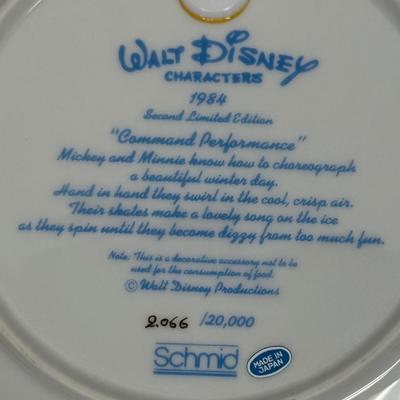 WALT DISNEY
CHARACTERS
1984
Second Limited Edition
"Command Performance"
Mickey and Minnie know how to choreograph
a beautiful winter day.
Hand in hand they swirl in the cool, crisp air.
Their skates make a lovely song on the ice
as they spin until they become dizzy from too much fun.
Note: This is a decorative accessory not to be
used for the consumption of food.
© Walt Disney Productions
2.066 /20,000
Schmid
MADE IN
JAPAN